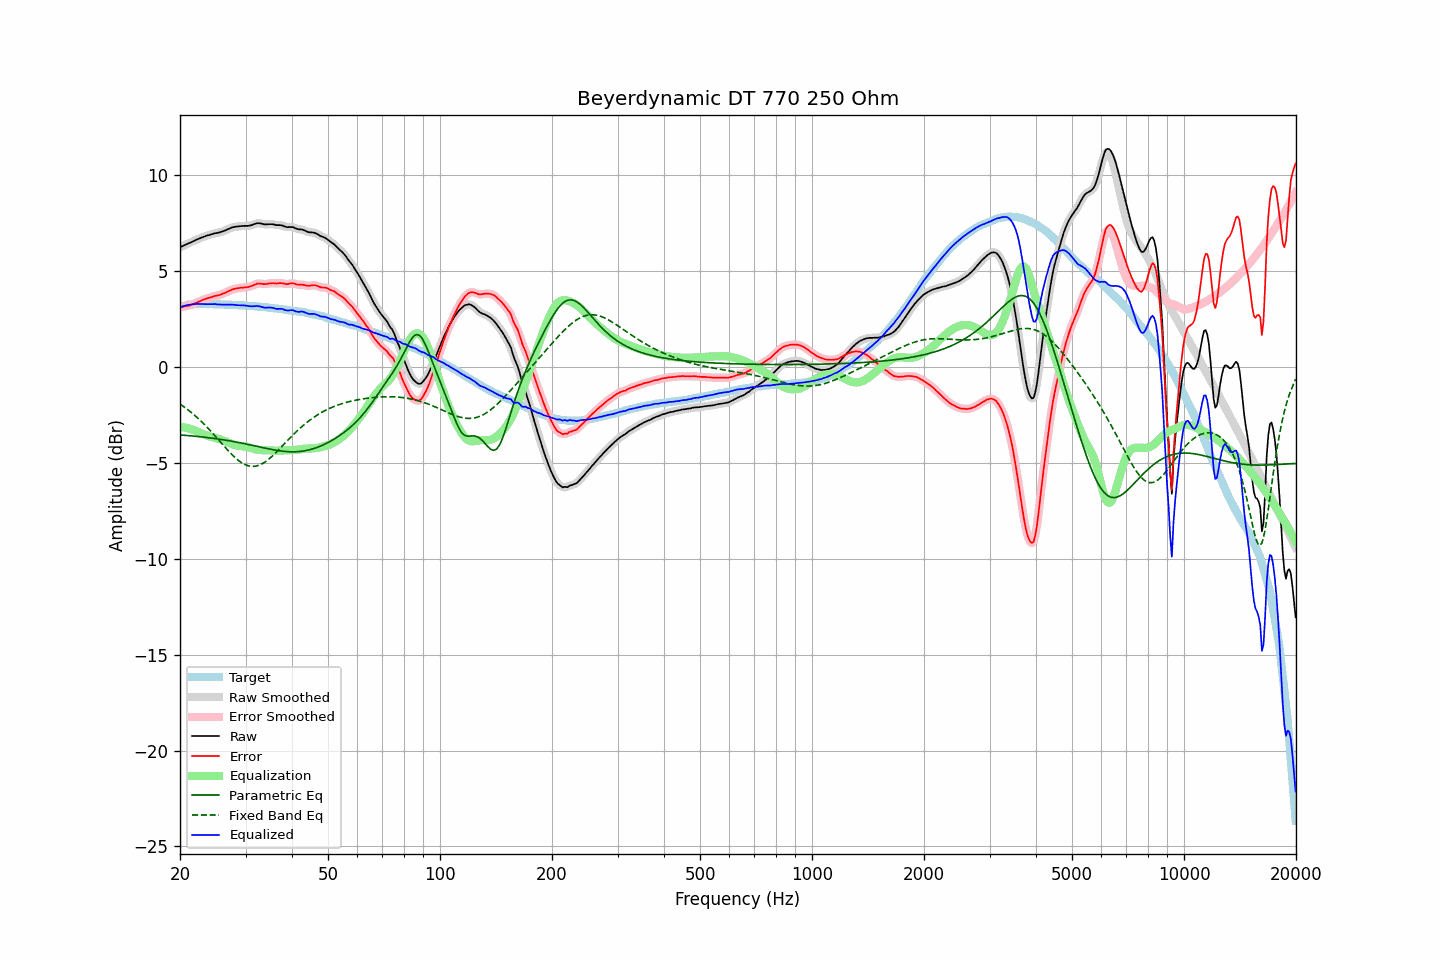 Beyerdynamic DT 770 250 Ohm
Amplitude (dBr)
10
5
0
−5
−10
−15
−20
−25
Target
Raw Smoothed
Error Smoothed
Raw
Error
Equalization
Parametric Eq
Fixed Band Eq
Equalized
20 50 100 200 500 1000 2000 5000 10000 20000
Frequency (Hz)